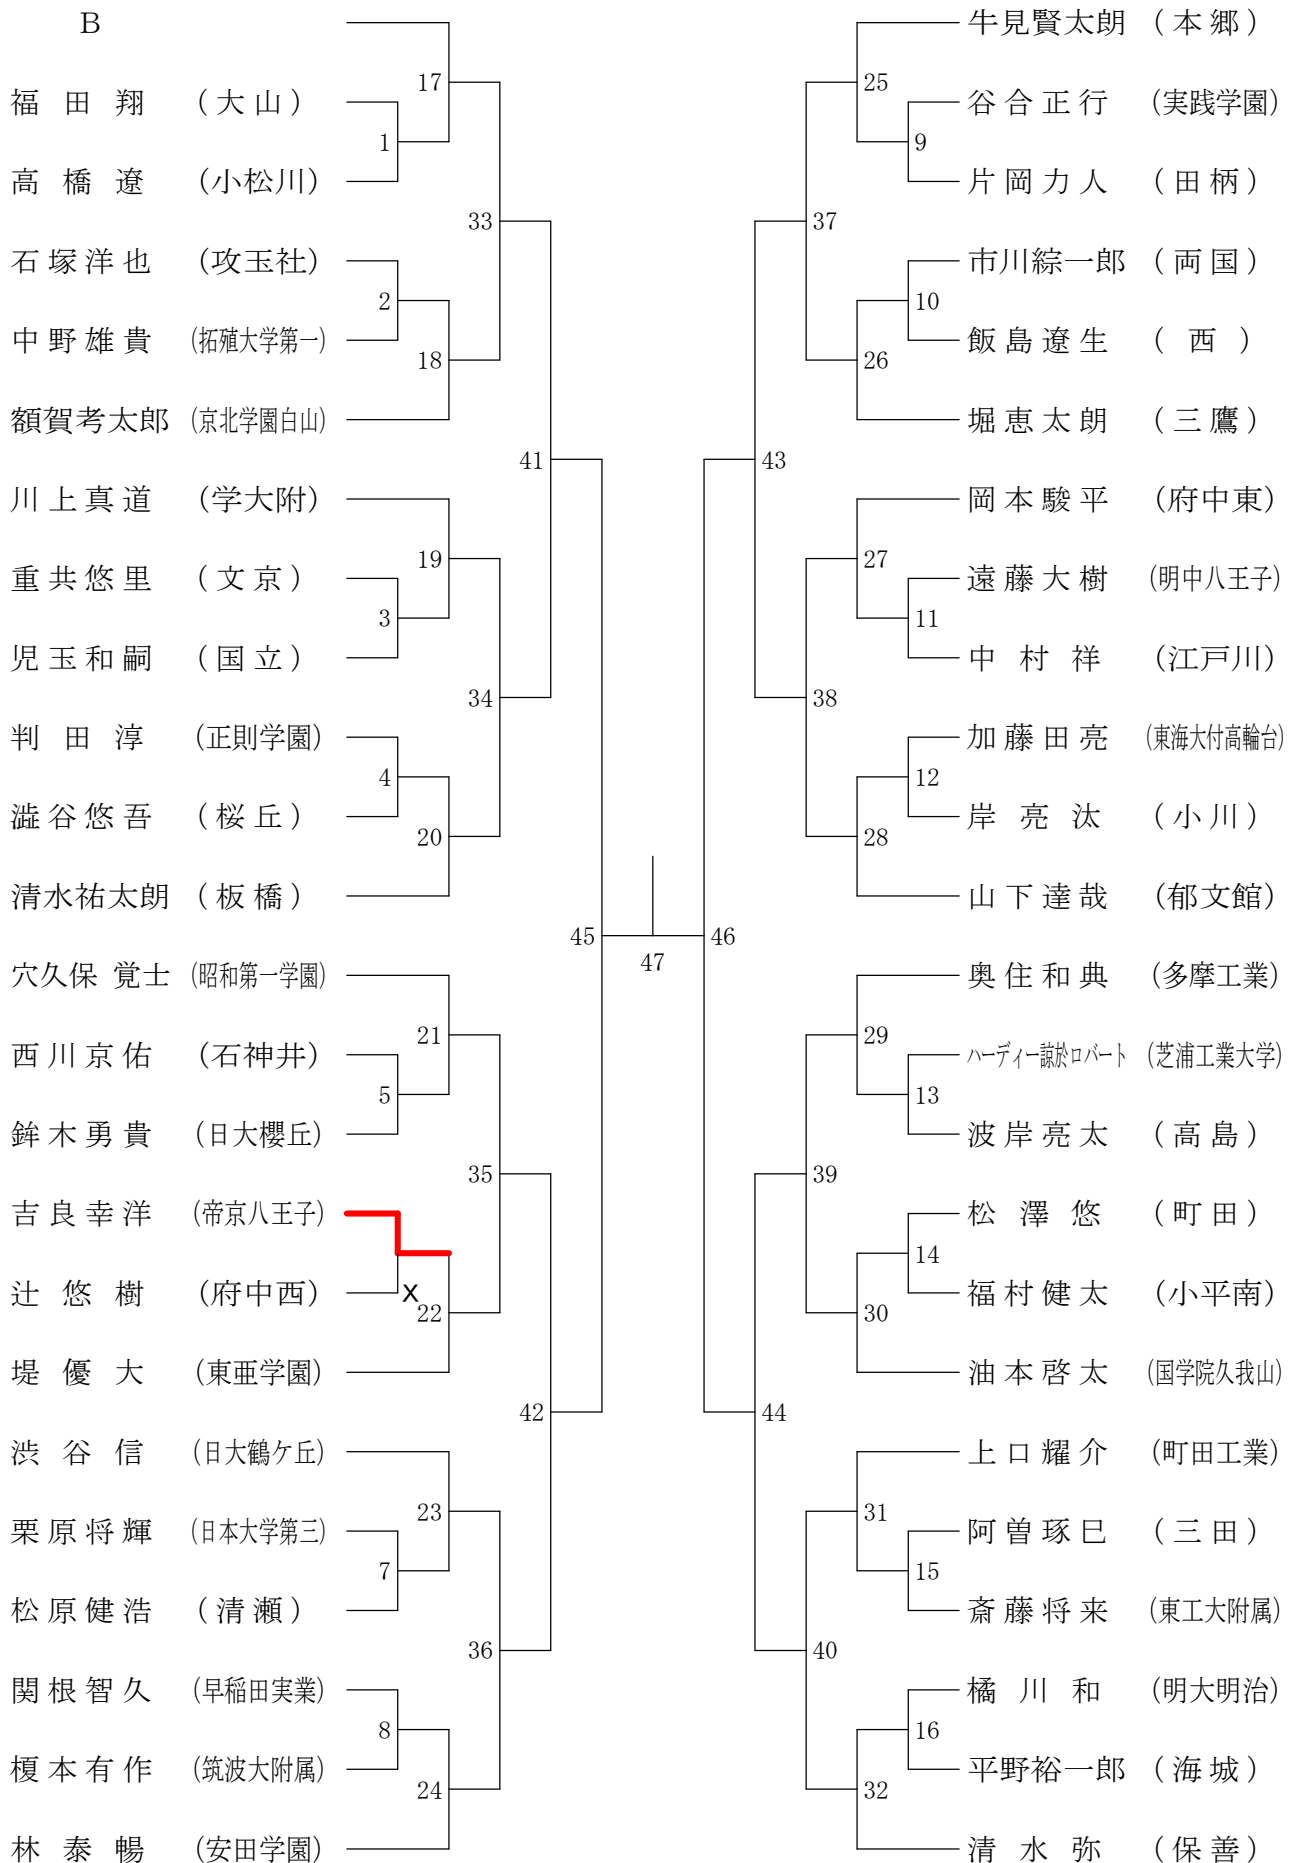 B
福田翔 (大山)
1
高橋遼 (小松川)
17
石塚洋也 (攻玉社)
2
中野雄貴 (拓殖大学第一)
18
額賀考太郎 (京北学園白山)
33
川上真道 (学大附)
19
重共悠里 (文京)
3
児玉和嗣 (国立)
34
判田淳 (正則学園)
4
澁谷悠吾 (桜丘)
20
清水祐太朗 (板橋)
41
穴久保 覚士 (昭和第一学園)
21
西川京佑 (石神井)
5
鉾木勇貴 (日大櫻丘)
35
吉良幸洋 (帝京八王子)
辻悠樹 (府中西)
x
22
堤優大 (東亜学園)
42
渋谷信 (日大鶴ケ丘)
23
栗原将輝 (日本大学第三)
7
松原健浩 (清瀬)
36
関根智久 (早稲田実業)
8
榎本有作 (筑波大附属)
24
林泰暢 (安田学園)
45
47
46
牛見賢太朗 (本郷)
25
谷合正行 (実践学園)
9
片岡力人 (田柄)
37
市川綜一郎 (両国)
10
飯島遼生 (西)
26
堀恵太朗 (三鷹)
43
岡本駿平 (府中東)
27
遠藤大樹 (明中八王子)
11
中村祥 (江戸川)
38
加藤田亮 (東海大付高輪台)
12
岸亮汰 (小川)
28
山下達哉 (郁文館)
奥住和典 (多摩工業)
29
ハーディー諒於ロバート (芝浦工業大学)
13
波岸亮太 (高島)
39
松澤悠 (町田)
14
福村健太 (小平南)
30
油本啓太 (国学院久我山)
44
上口耀介 (町田工業)
31
阿曽琢巳 (三田)
15
斎藤将来 (東工大附属)
40
橘川和 (明大明治)
16
平野裕一郎 (海城)
32
清水弥 (保善)